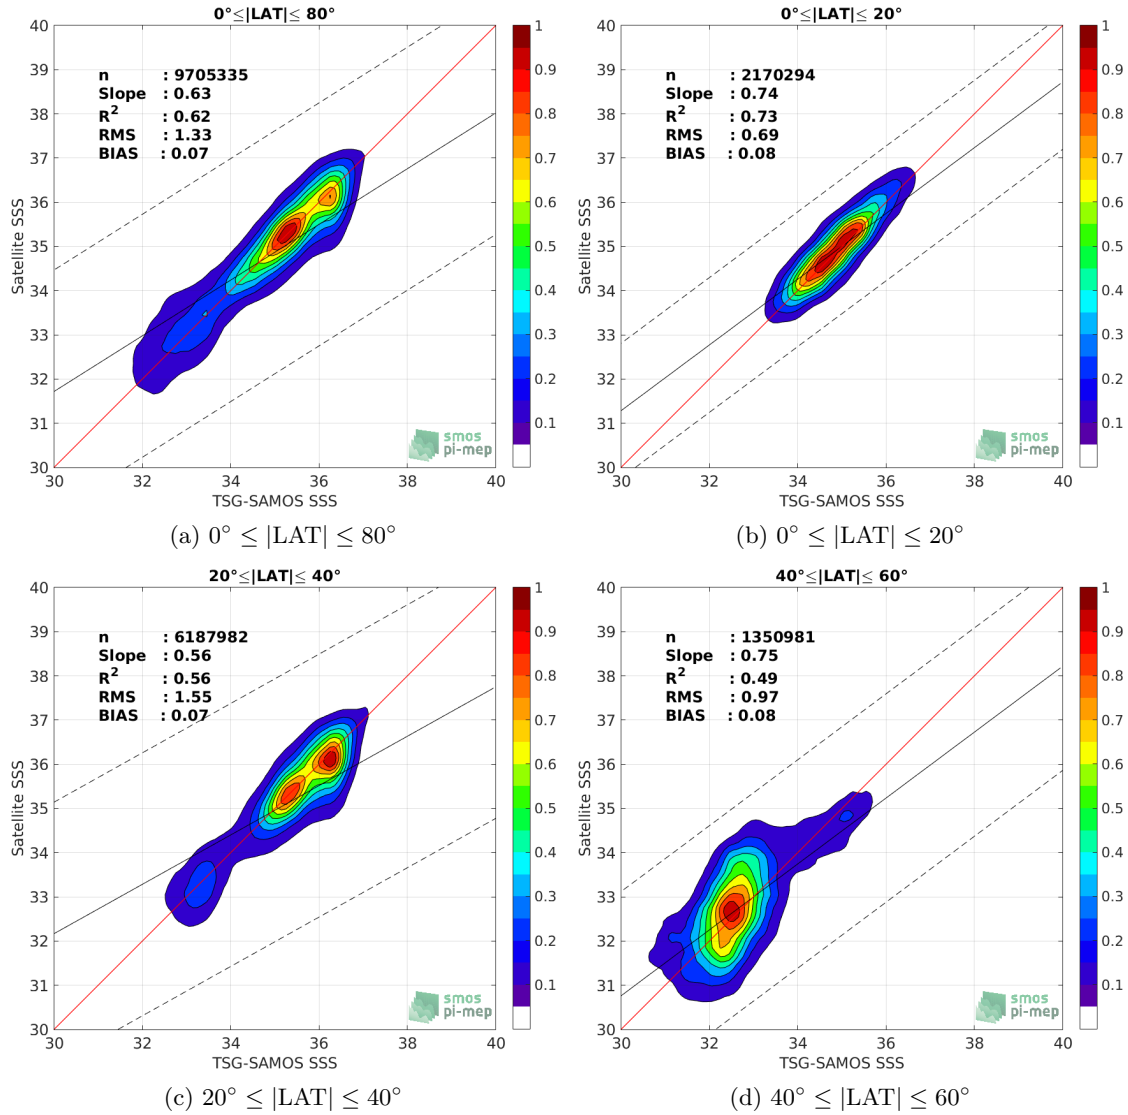 0°≤|LAT|≤ 80°
n : 9705335
Slope : 0.63
R2 : 0.62
RMS : 1.33
BIAS : 0.07
Satellite SSS
40
39
38
37
36
35
34
33
32
31
30
30 32 34 36 38 40
TSG-SAMOS SSS
1
0.9
0.8
0.7
0.6
0.5
0.4
0.3
0.2
0.1
smos
pi-mep
(a) 0° ≤ |LAT| ≤ 80°
0°≤|LAT|≤ 20°
n : 2170294
Slope : 0.74
R2 : 0.73
RMS : 0.69
BIAS : 0.08
Satellite SSS
40
39
38
37
36
35
34
33
32
31
30
30 32 34 36 38 40
TSG-SAMOS SSS
1
0.9
0.8
0.7
0.6
0.5
0.4
0.3
0.2
0.1
smos
pi-mep
(b) 0° ≤ |LAT| ≤ 20°
20°≤|LAT|≤ 40°
n : 6187982
Slope : 0.56
R2 : 0.56
RMS : 1.55
BIAS : 0.07
Satellite SSS
40
39
38
37
36
35
34
33
32
31
30
30 32 34 36 38 40
TSG-SAMOS SSS
1
0.9
0.8
0.7
0.6
0.5
0.4
0.3
0.2
0.1
smos
pi-mep
(c) 20° ≤ |LAT| ≤ 40°
40°≤|LAT|≤ 60°
n : 1350981
Slope : 0.75
R2 : 0.49
RMS : 0.97
BIAS : 0.08
Satellite SSS
40
39
38
37
36
35
34
33
32
31
30
30 32 34 36 38 40
TSG-SAMOS SSS
1
0.9
0.8
0.7
0.6
0.5
0.4
0.3
0.2
0.1
smos
pi-mep
(d) 40° ≤ |LAT| ≤ 60°